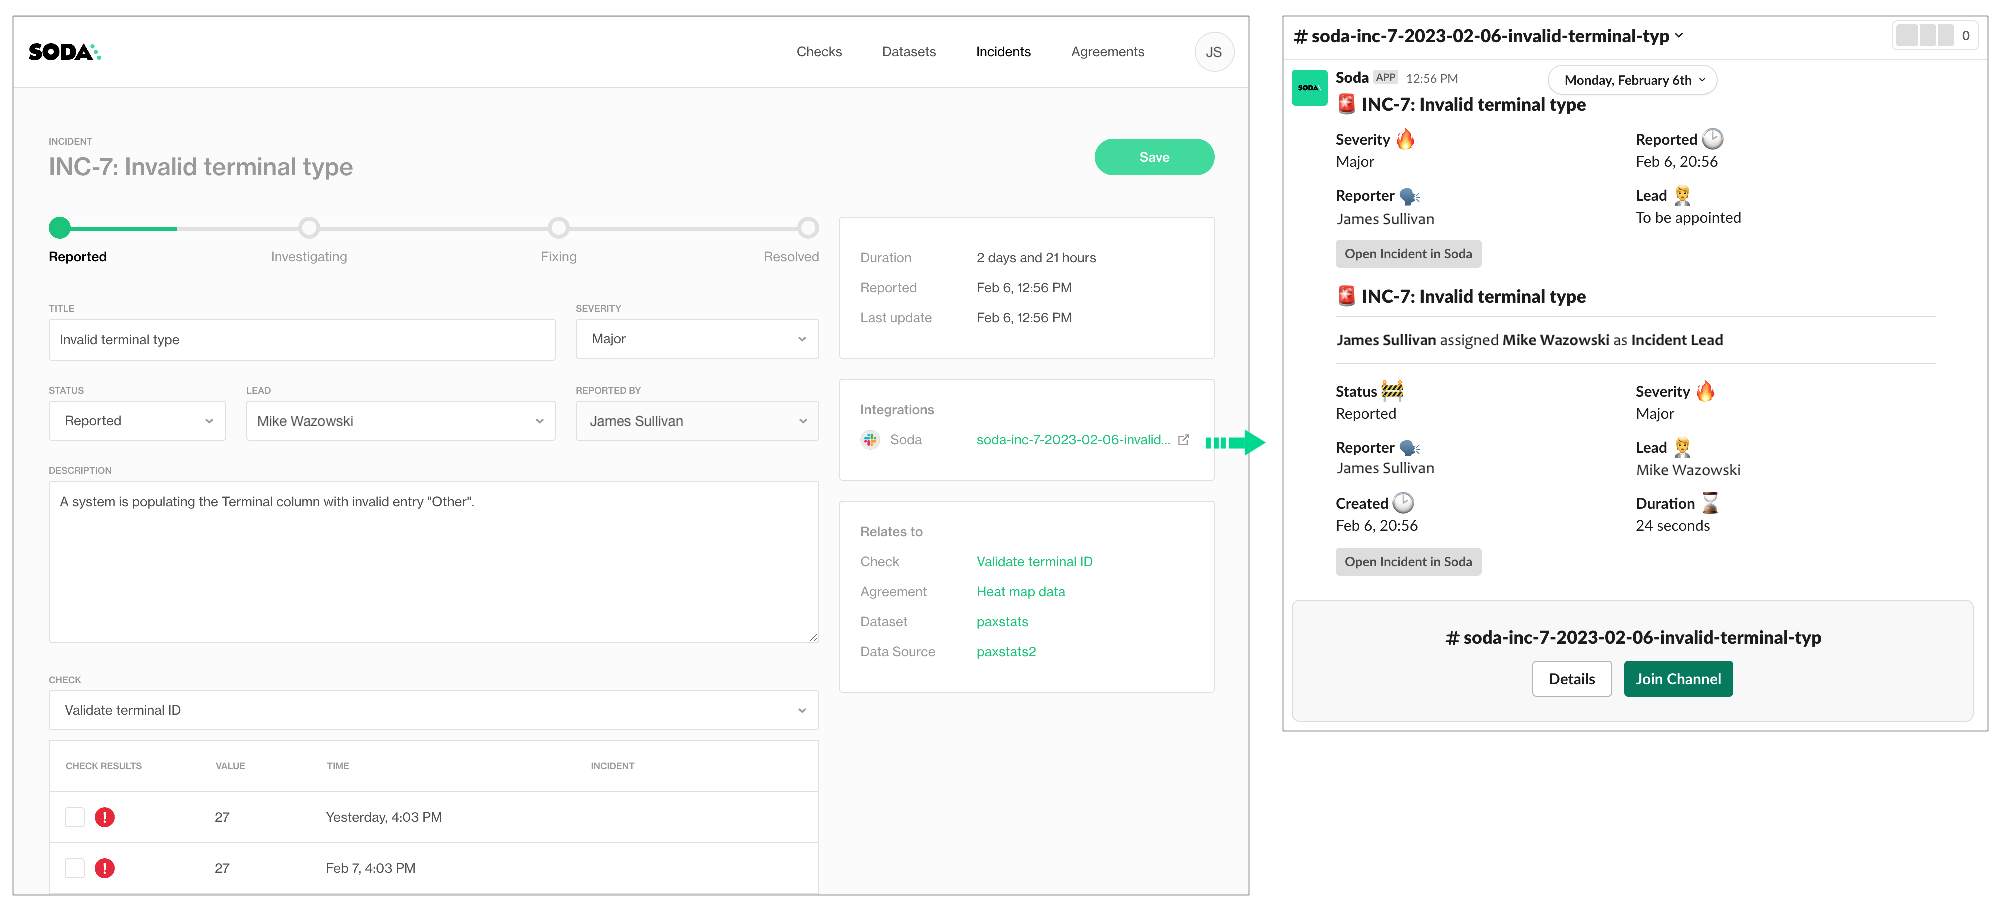 SODA
Checks
Datasets
Incidents
Agreements
JS
INCIDENT
INC-7: Invalid terminal type
Save
Reported
Investigating
Fixing
Resolved
TITLE
Invalid terminal type
SEVERITY
Major
STATUS
Reported
LEAD
Mike Wazowski
REPORTED BY
James Sullivan
DESCRIPTION
A system is populating the Terminal column with invalid entry "Other".
CHECK
Validate terminal ID
CHECK RESULTS VALUE TIME INCIDENT
27 Yesterday, 4:03 PM
27 Feb 7, 4:03 PM
Duration 2 days and 21 hours
Reported Feb 6, 12:56 PM
Last update Feb 6, 12:56 PM
Integrations
Soda soda-inc-7-2023-02-06-invalid...
Relates to
Check Validate terminal ID
Agreement Heat map data
Dataset paxstats
Data Source paxstats2
# soda-inc-7-2023-02-06-invalid-terminal-typ
0
SODA
Soda APP 12:56 PM
Monday, February 6th
INC-7: Invalid terminal type
Severity
Major
Reported
Feb 6, 20:56
Reporter
James Sullivan
Lead
To be appointed
Open Incident in Soda
INC-7: Invalid terminal type
James Sullivan assigned Mike Wazowski as Incident Lead
Status
Reported
Severity
Major
Reporter
James Sullivan
Lead
Mike Wazowski
Created
Feb 6, 20:56
Duration
24 seconds
Open Incident in Soda
# soda-inc-7-2023-02-06-invalid-terminal-typ
Details
Join Channel